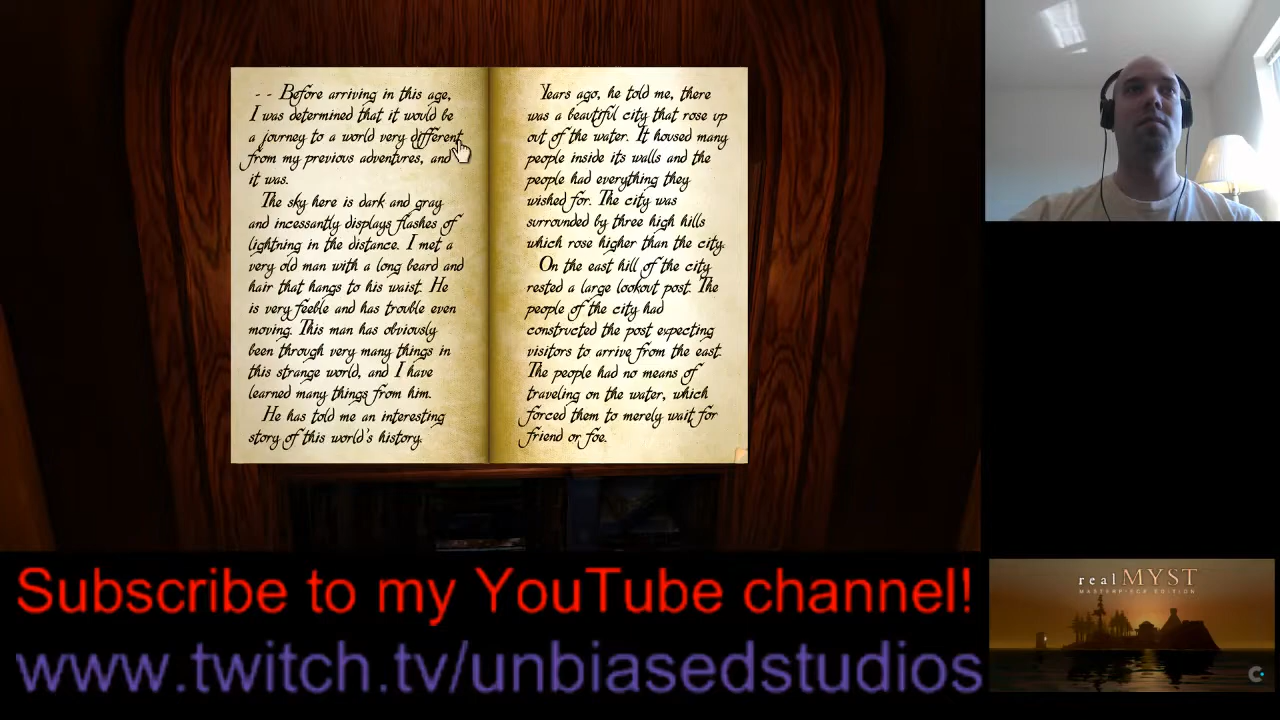 -- Before arriving in this age,
I was determined that it would be
a journey to a world very different
from my previous adventures, and
it was.
The sky here is dark and gray
and incessantly displays flashes of
lightning in the distance. I met a
very old man with a long beard and
hair that hangs to his waist. He
is very feeble and has trouble even
moving. This man has obviously
been through very many things in
this strange world, and I have
learned many things from him.
He has told me an interesting
story of this world's history.
Years ago, he told me, there
was a beautiful city that rose up
out of the water. It housed many
people inside its walls and the
people had everything they
wished for. The city was
surrounded by three high hills
which rose higher than the city.
On the east hill of the city
rested a large lookout post. The
people of the city had
constructed the post expecting
visitors to arrive from the east.
The people had no means of
traveling on the water, which
forced them to merely wait for
friend or foe.
realMYST
MASTERPIECE EDITION
Subscribe to my YouTube channel!
www.twitch.tv/unbiasedstudios